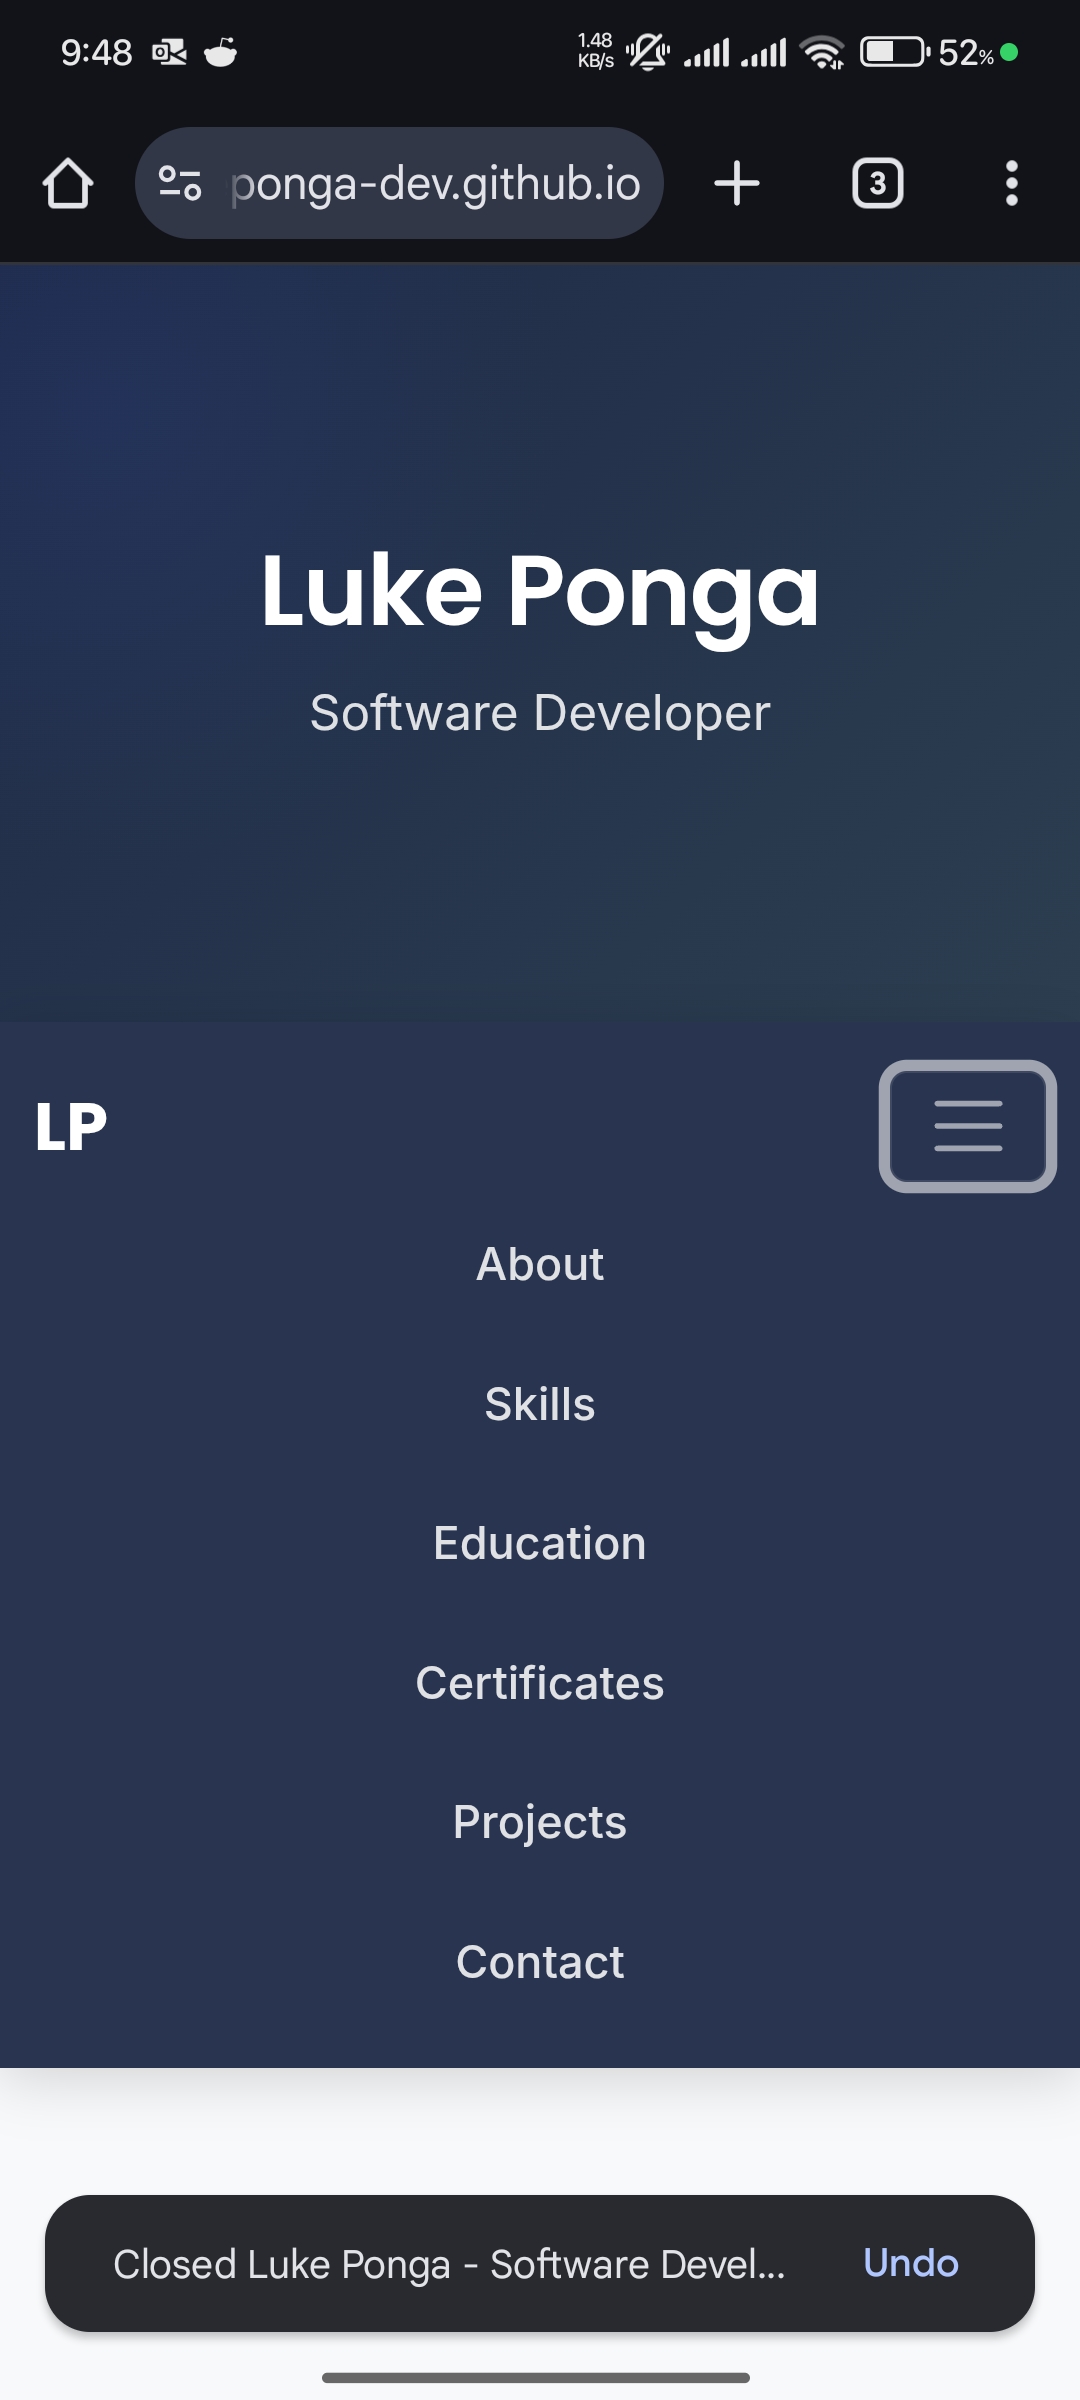 9:48
1.48
KB/s
52%
ponga-dev.github.io
3
Luke Ponga
Software Developer
LP
About
Skills
Education
Certificates
Projects
Contact
Closed Luke Ponga - Software Devel... Undo